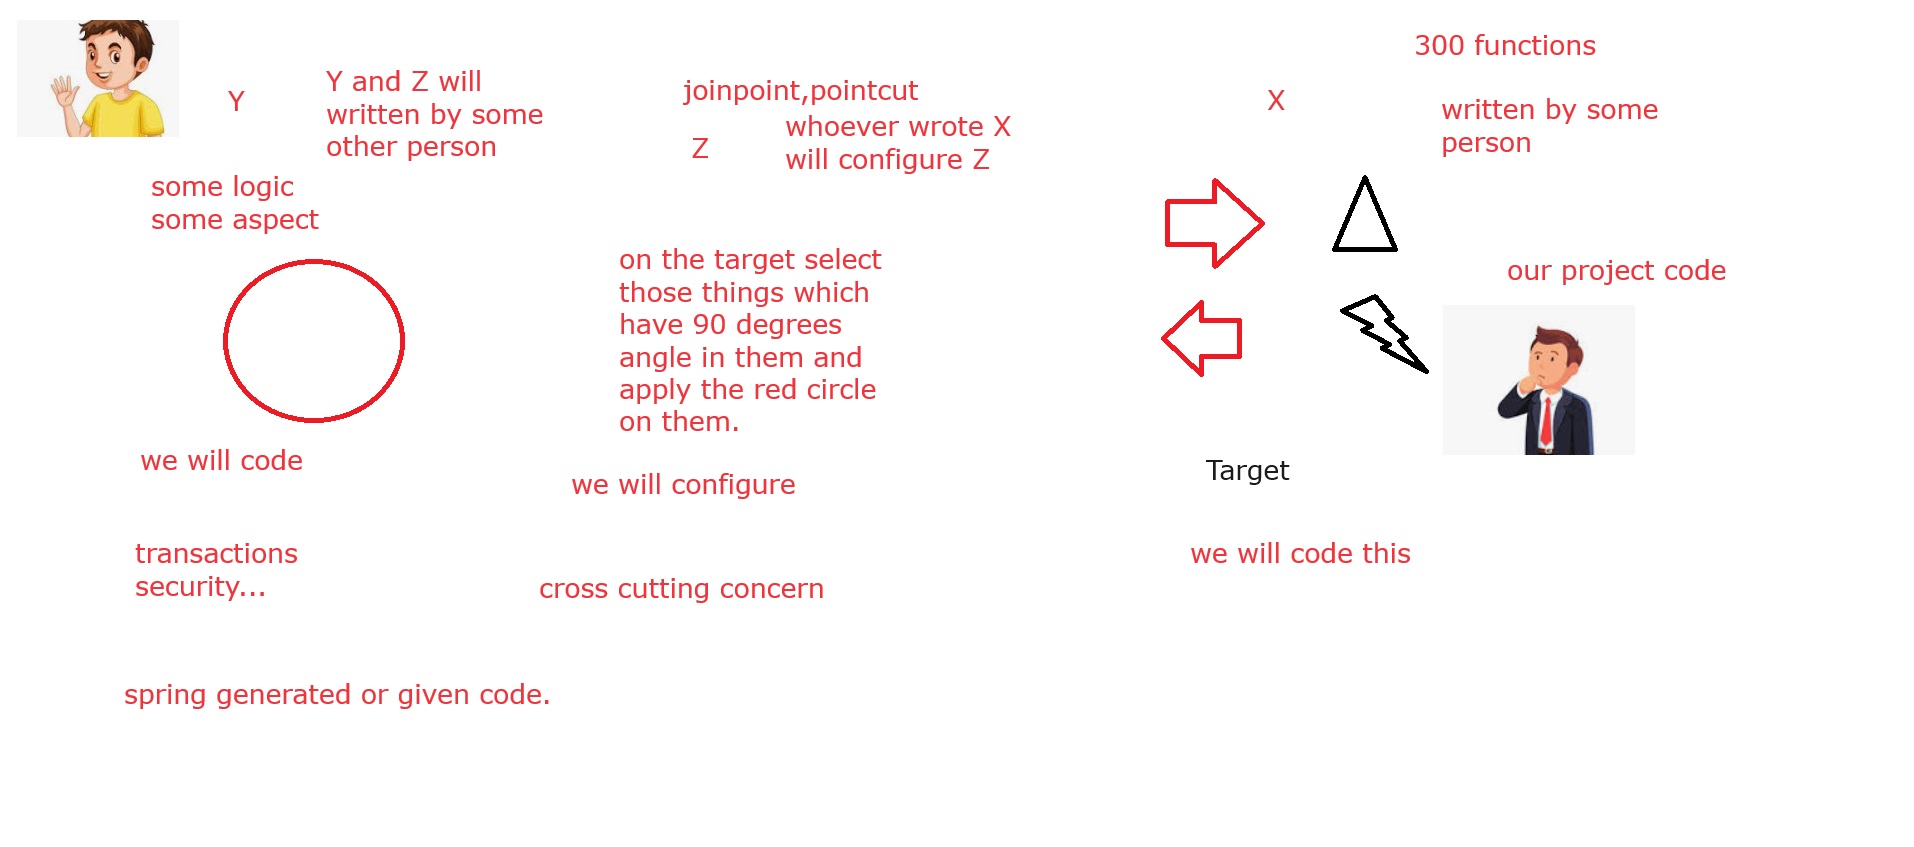 300 functions
Y
Y and Z will
written by some
other person
joinpoint,pointcut
Z
whoever wrote X
will configure Z
X
written by some
person
some logic
some aspect
on the target select
those things which
have 90 degrees
angle in them and
apply the red circle
on them.
our project code
we will code
we will configure
Target
transactions
security...
cross cutting concern
we will code this
spring generated or given code.